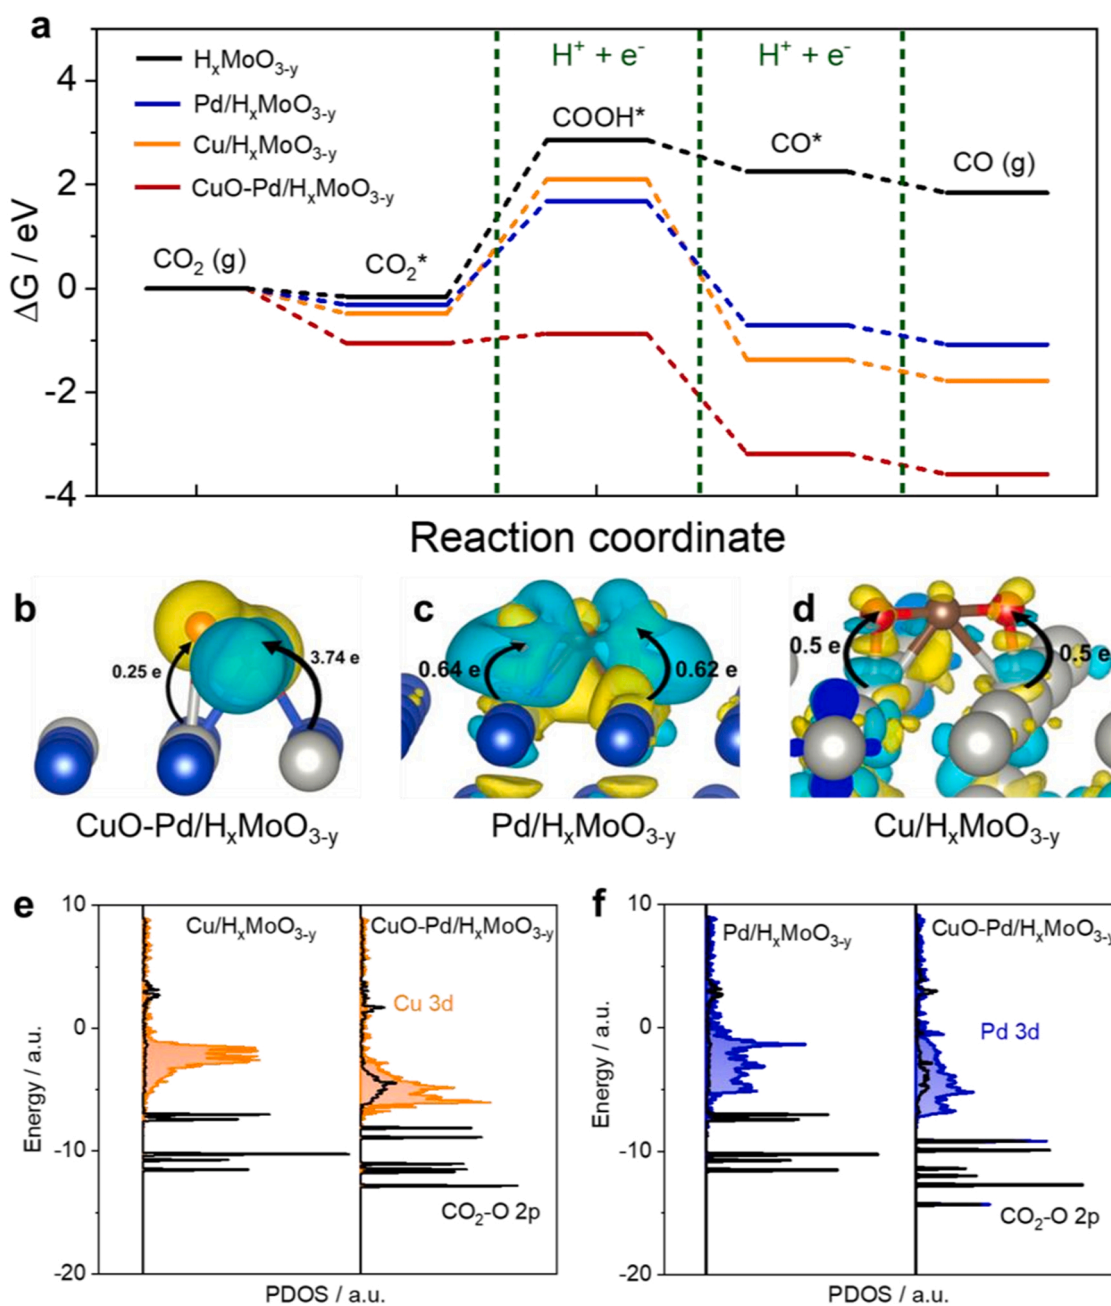 a
H⁺ + e⁻
H⁺ + e⁻
HₓMoO₃₋ᵧ
Pd/HₓMoO₃₋ᵧ
Cu/HₓMoO₃₋ᵧ
CuO-Pd/HₓMoO₃₋ᵧ
COOH*
CO*
CO (g)
CO₂ (g)
CO₂*
4
2
0
-2
-4
ΔG / eV
Reaction coordinate
b
0.25 e
3.74 e
CuO-Pd/HₓMoO₃₋ᵧ
c
0.64 e
0.62 e
Pd/HₓMoO₃₋ᵧ
d
0.5 e
0.5 e
Cu/HₓMoO₃₋ᵧ
e
10
0
-10
-20
Energy / a.u.
Cu/HₓMoO₃₋ᵧ
CuO-Pd/HₓMoO₃₋ᵧ
Cu 3d
CO₂-O 2p
PDOS / a.u.
f
10
0
-10
-20
Energy / a.u.
Pd/HₓMoO₃₋ᵧ
CuO-Pd/HₓMoO₃₋ᵧ
Pd 3d
CO₂-O 2p
PDOS / a.u.